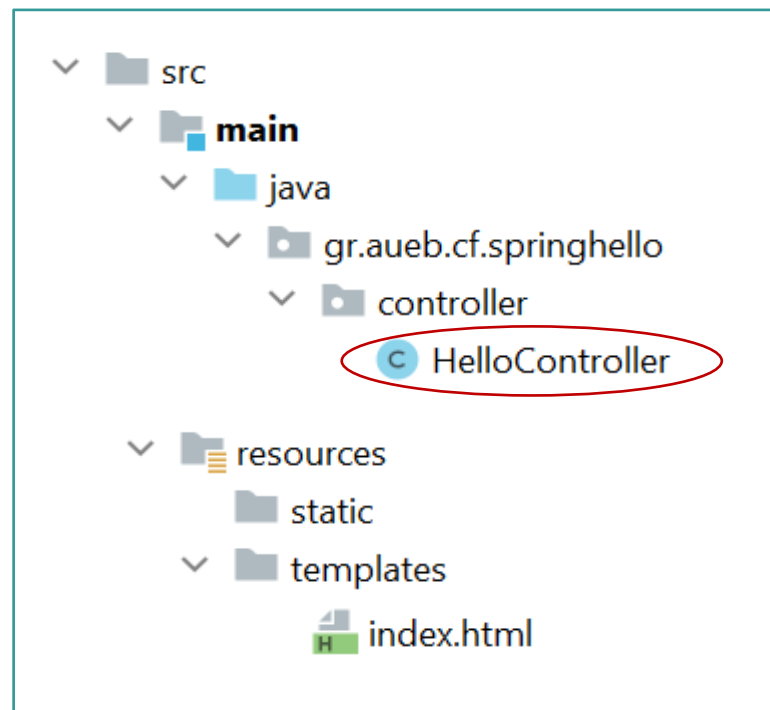 src
main
java
gr.aueb.cf.springhello
controller
C HelloController
resources
static
templates
H index.html